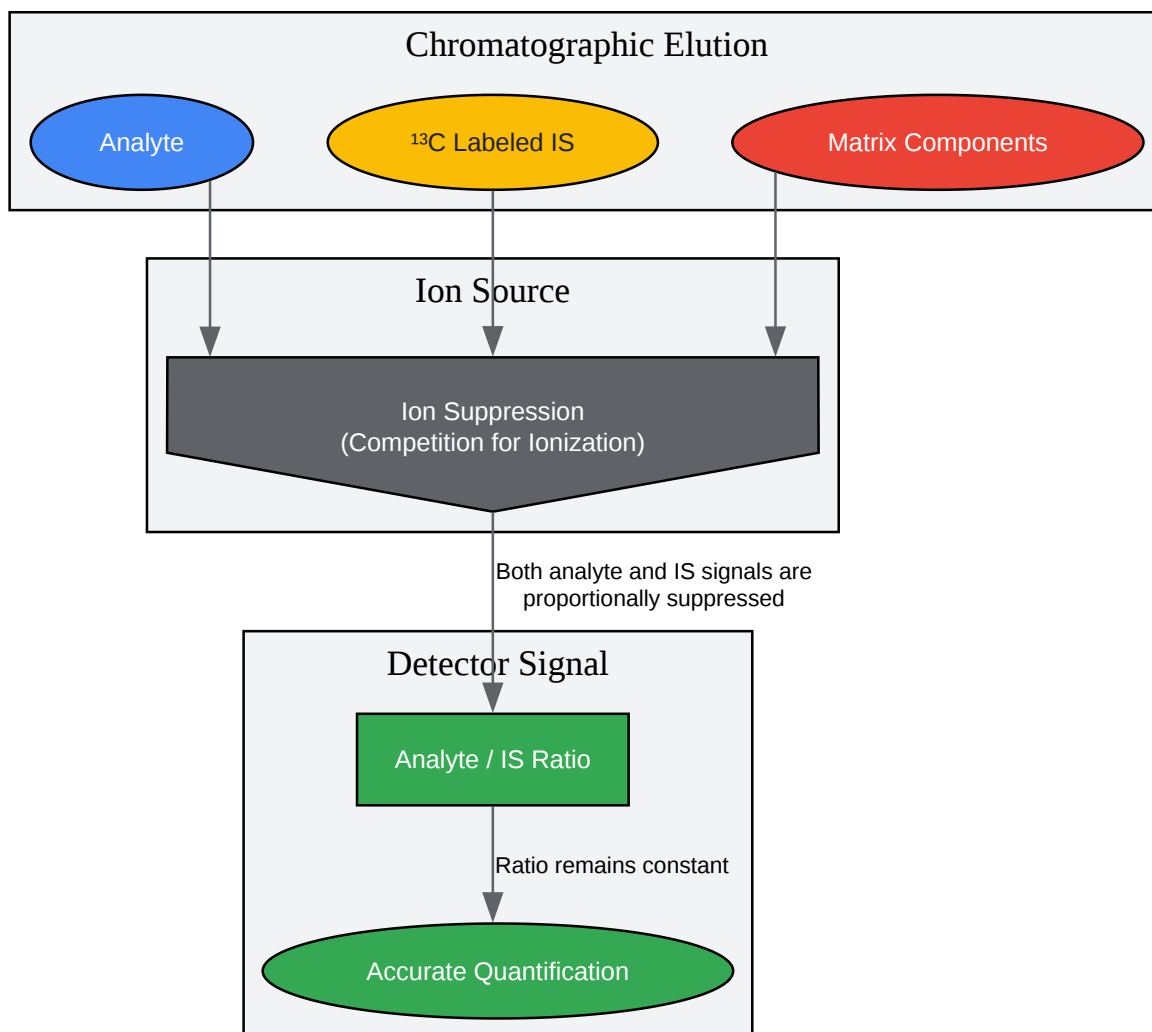 Chromatographic Elution
Analyte
¹³C Labeled IS
Matrix Components
Ion Source
Ion Suppression
(Competition for Ionization)
Both analyte and IS signals are
proportionally suppressed
Detector Signal
Analyte / IS Ratio
Ratio remains constant
Accurate Quantification